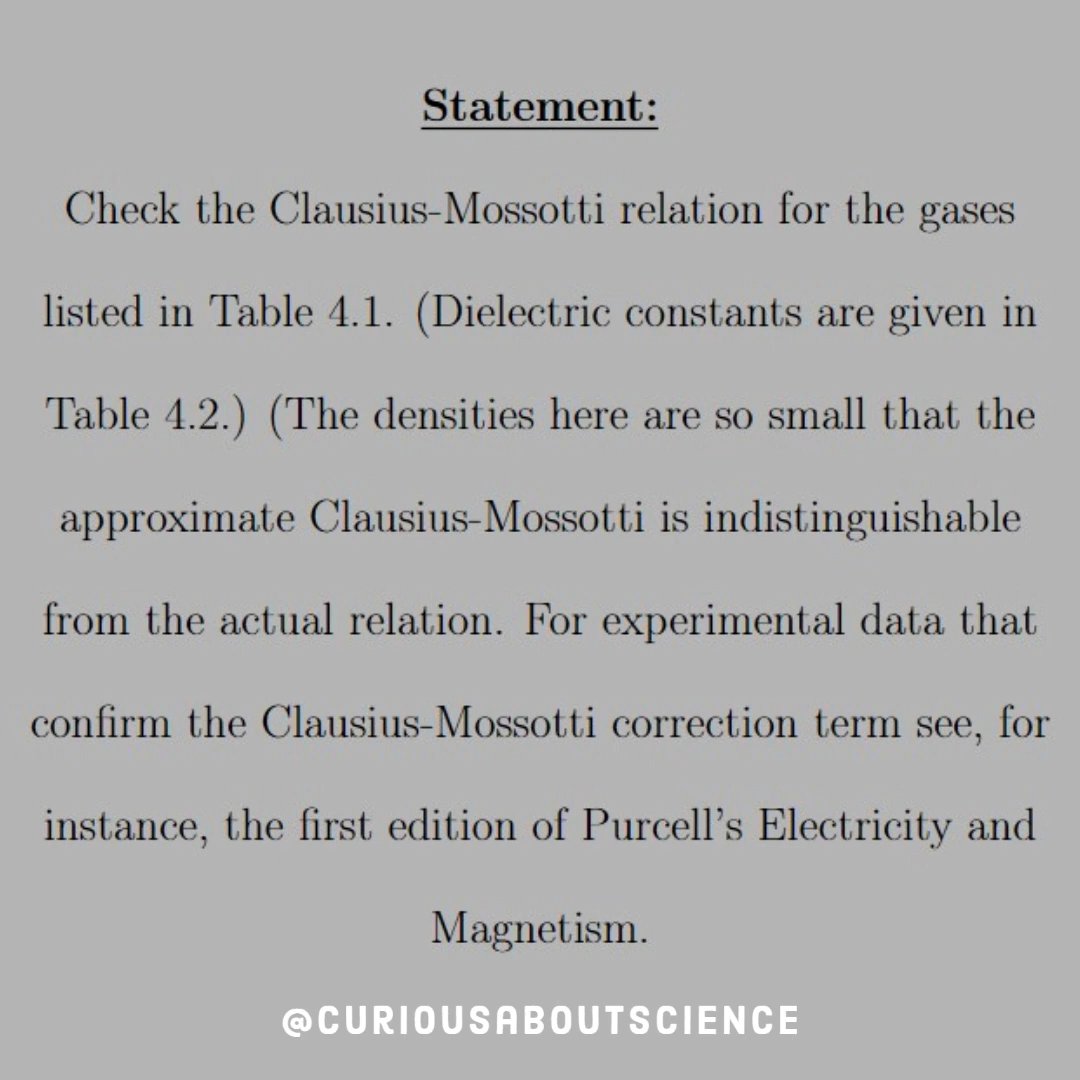 Statement:
Check the Clausius-Mossotti relation for the gases
listed in Table 4.1. (Dielectric constants are given in
Table 4.2.) (The densities here are so small that the
approximate Clausius-Mossotti is indistinguishable
from the actual relation. For experimental data that
confirm the Clausius-Mossotti correction term see, for
instance, the first edition of Purcell's Electricity and
Magnetism.
@CURIOUSABOUTSCIENCE